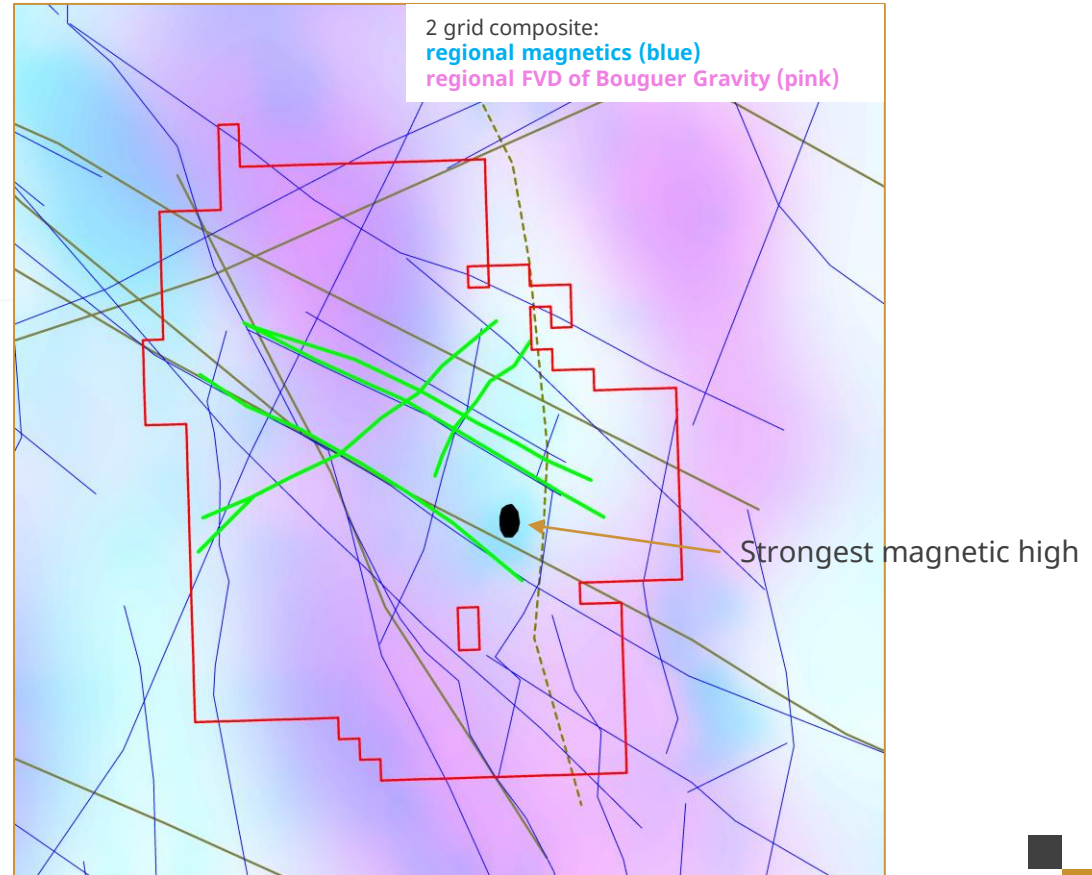 2 grid composite:
regional magnetics (blue)
regional FVD of Bouguer Gravity (pink)
Strongest magnetic high